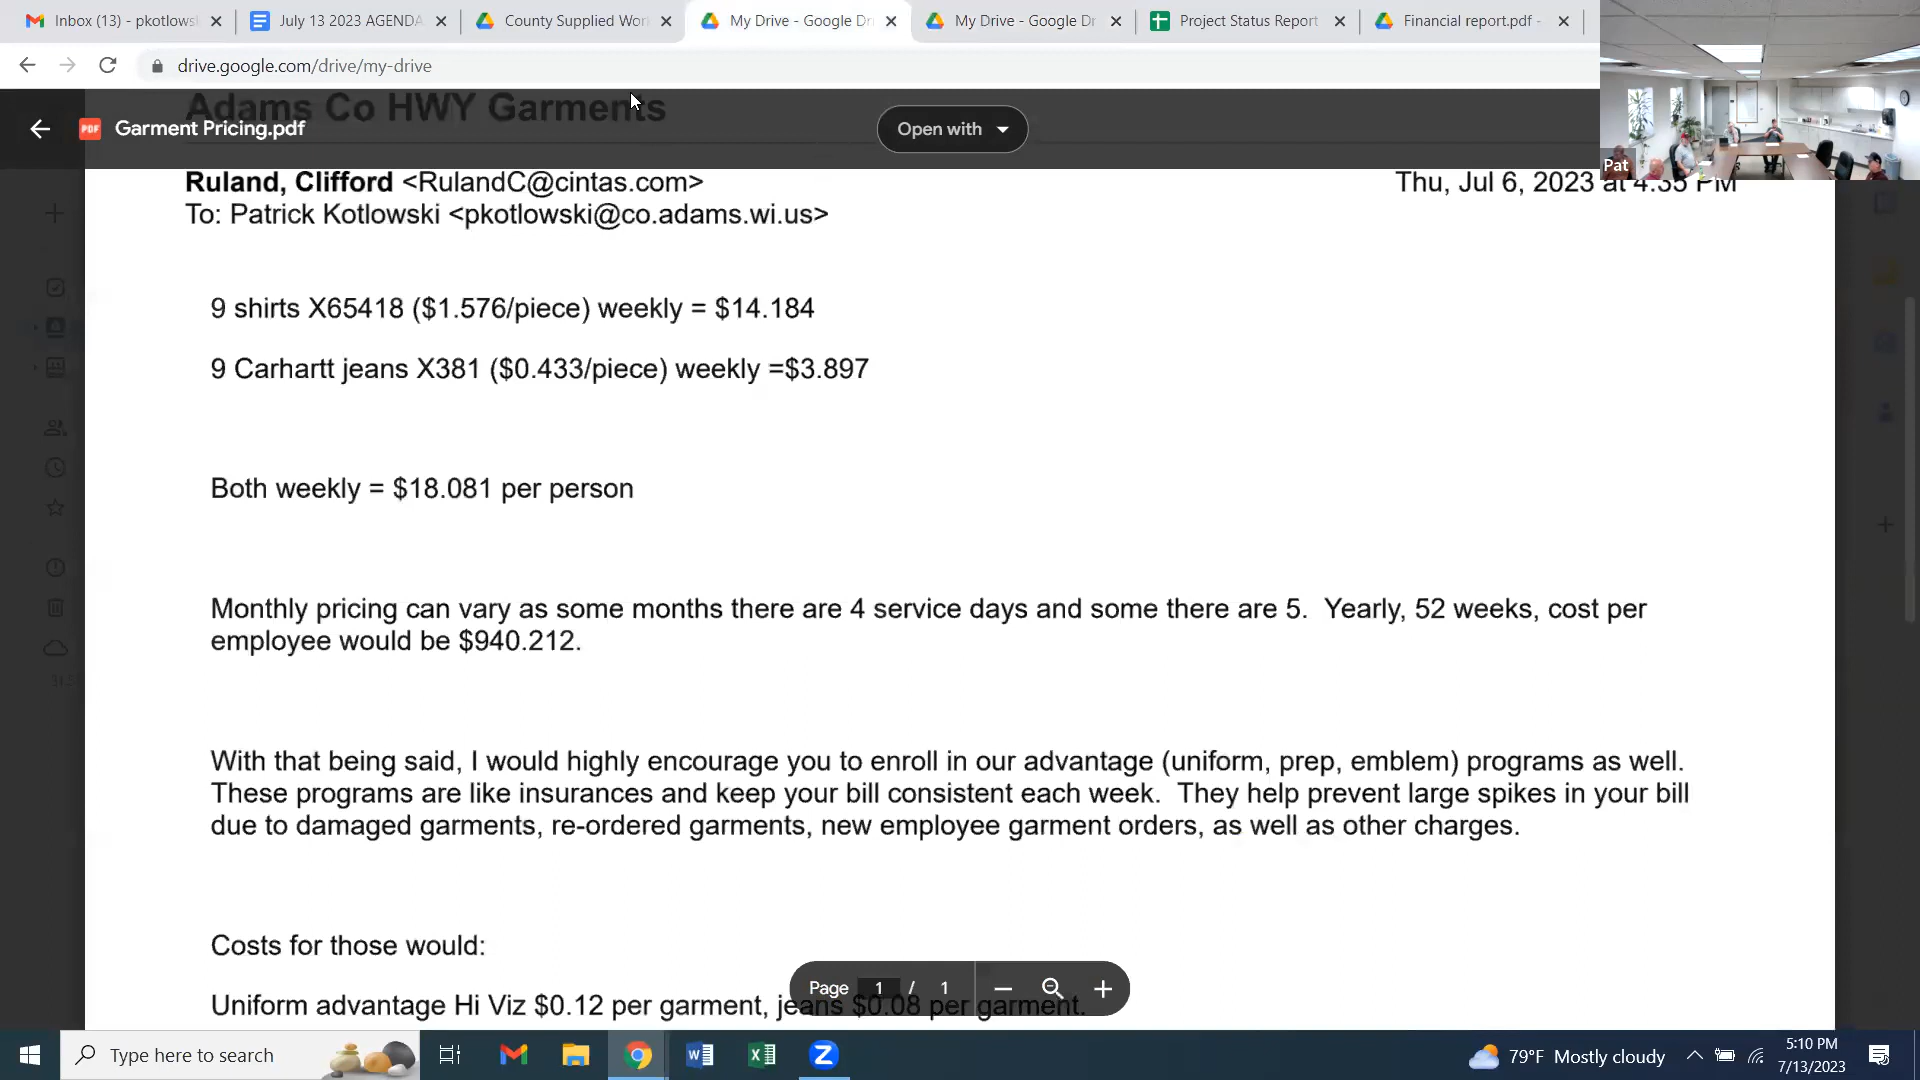 Inbox (13) - pkotlows
July 13 2023 AGENDA
County Supplied Wor
My Drive - Google Dr
My Drive - Google Dr
Project Status Report
Financial report.pdf -
drive.google.com/drive/my-drive
Adams Co HWY Garments
PDF
Garment Pricing.pdf
Open with
Pat
Ruland, Clifford <RulandC@cintas.com>
Thu, Jul 6, 2023 at 4:35 PM
To: Patrick Kotlowski <pkotlowski@co.adams.wi.us>
9 shirts X65418 ($1.576/piece) weekly = $14.184
9 Carhartt jeans X381 ($0.433/piece) weekly =$3.897
Both weekly = $18.081 per person
Monthly pricing can vary as some months there are 4 service days and some there are 5. Yearly, 52 weeks, cost per
employee would be $940.212.
With that being said, I would highly encourage you to enroll in our advantage (uniform, prep, emblem) programs as well.
These programs are like insurances and keep your bill consistent each week. They help prevent large spikes in your bill
due to damaged garments, re-ordered garments, new employee garment orders, as well as other charges.
Costs for those would:
Page 1 / 1
Uniform advantage Hi Viz $0.12 per garment, jeans $0.08 per garment.
Type here to search
79°F Mostly cloudy
5:10 PM
7/13/2023